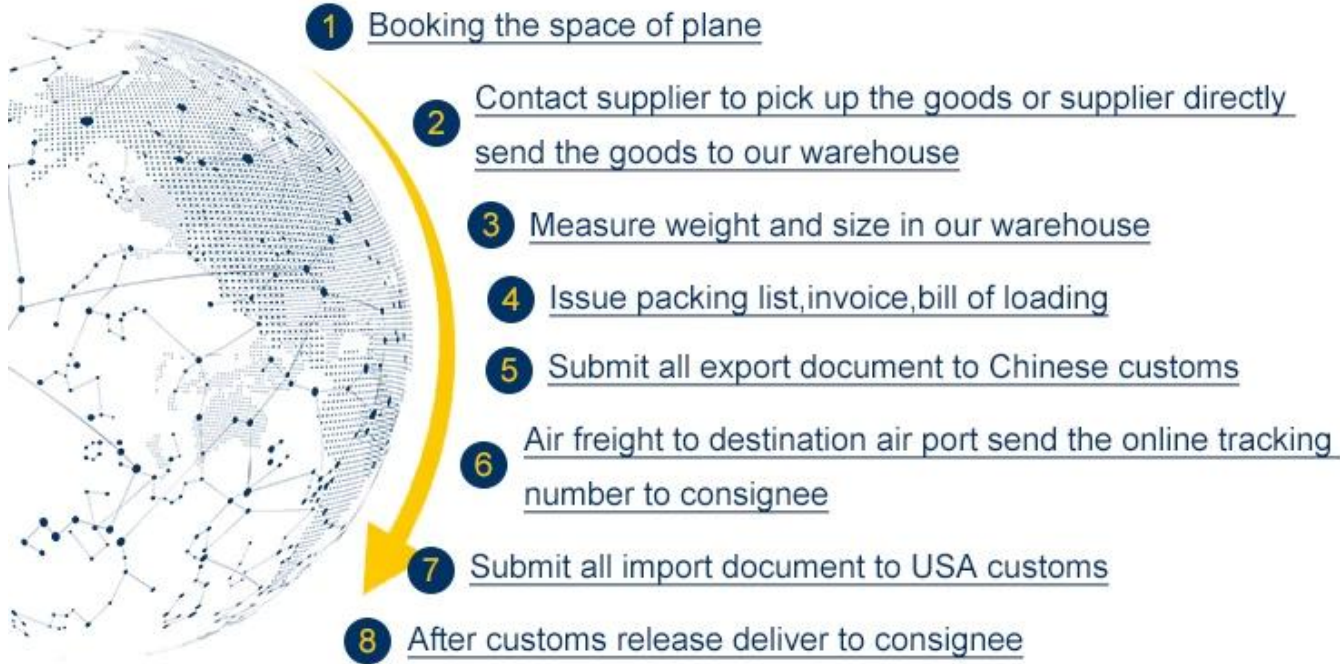 1 Booking the space of plane
2 Contact supplier to pick up the goods or supplier directly
send the goods to our warehouse
3 Measure weight and size in our warehouse
4 Issue packing list,invoice,bill of loading
5 Submit all export document to Chinese customs
6 Air freight to destination air port send the online tracking
number to consignee
7 Submit all import document to USA customs
8 After customs release deliver to consignee